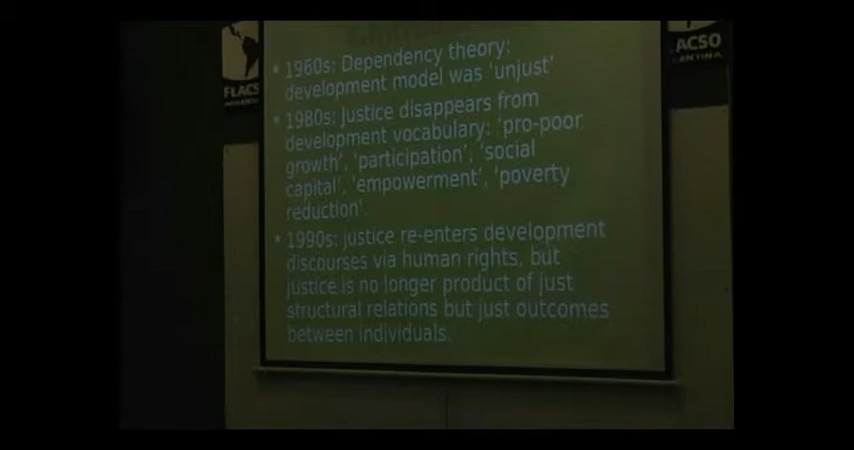 • 1960s: Dependency theory:
development model was 'unjust'
• 1980s: Justice disappears from
development vocabulary: 'pro-poor
growth', 'participation', 'social
capital', 'empowerment', 'poverty
reduction'.
• 1990s: justice re-enters development
discourses via human rights, but
justice is no longer product of just
structural relations but just outcomes
between individuals.
FLACS
ACSO